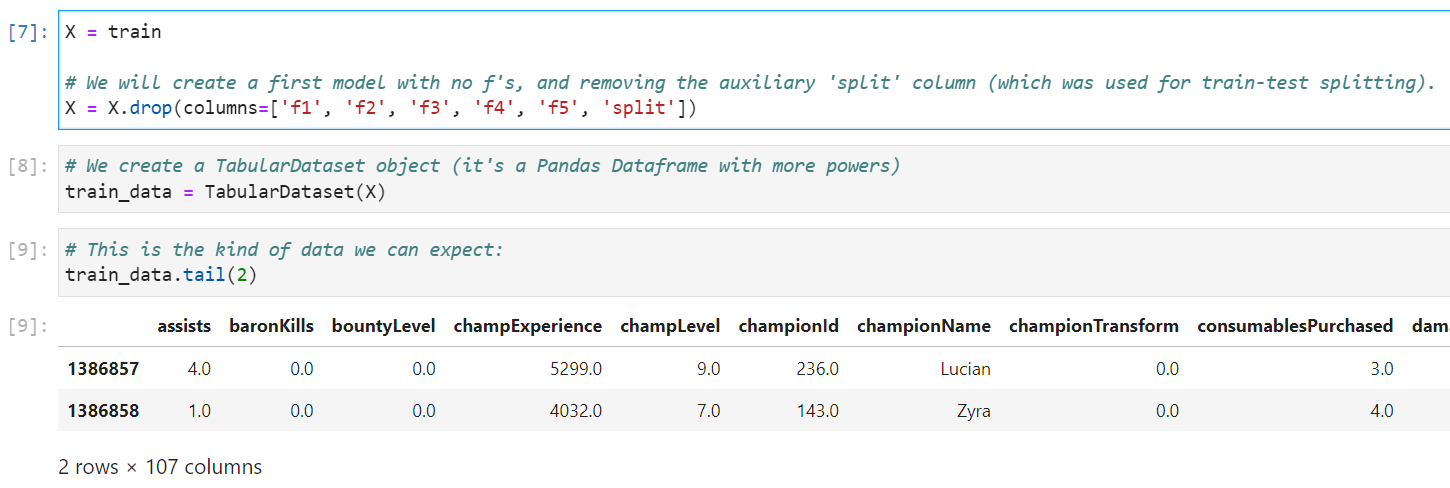 [7]: X = train
# We will create a first model with no f's, and removing the auxiliary 'split' column (which was used for train-test splitting).
X = X.drop(columns=['f1', 'f2', 'f3', 'f4', 'f5', 'split'])
[8]: # We create a TabularDataset object (it's a Pandas Dataframe with more powers)
train_data = TabularDataset(X)
[9]: # This is the kind of data we can expect:
train_data.tail(2)
[9]: assists baronKills bountyLevel champExperience champLevel championId championName championTransform consumablesPurchased
1386857 4.0 0.0 0.0 5299.0 9.0 236.0 Lucian 0.0 3.0
1386858 1.0 0.0 0.0 4032.0 7.0 143.0 Zyra 0.0 4.0
2 rows × 107 columns